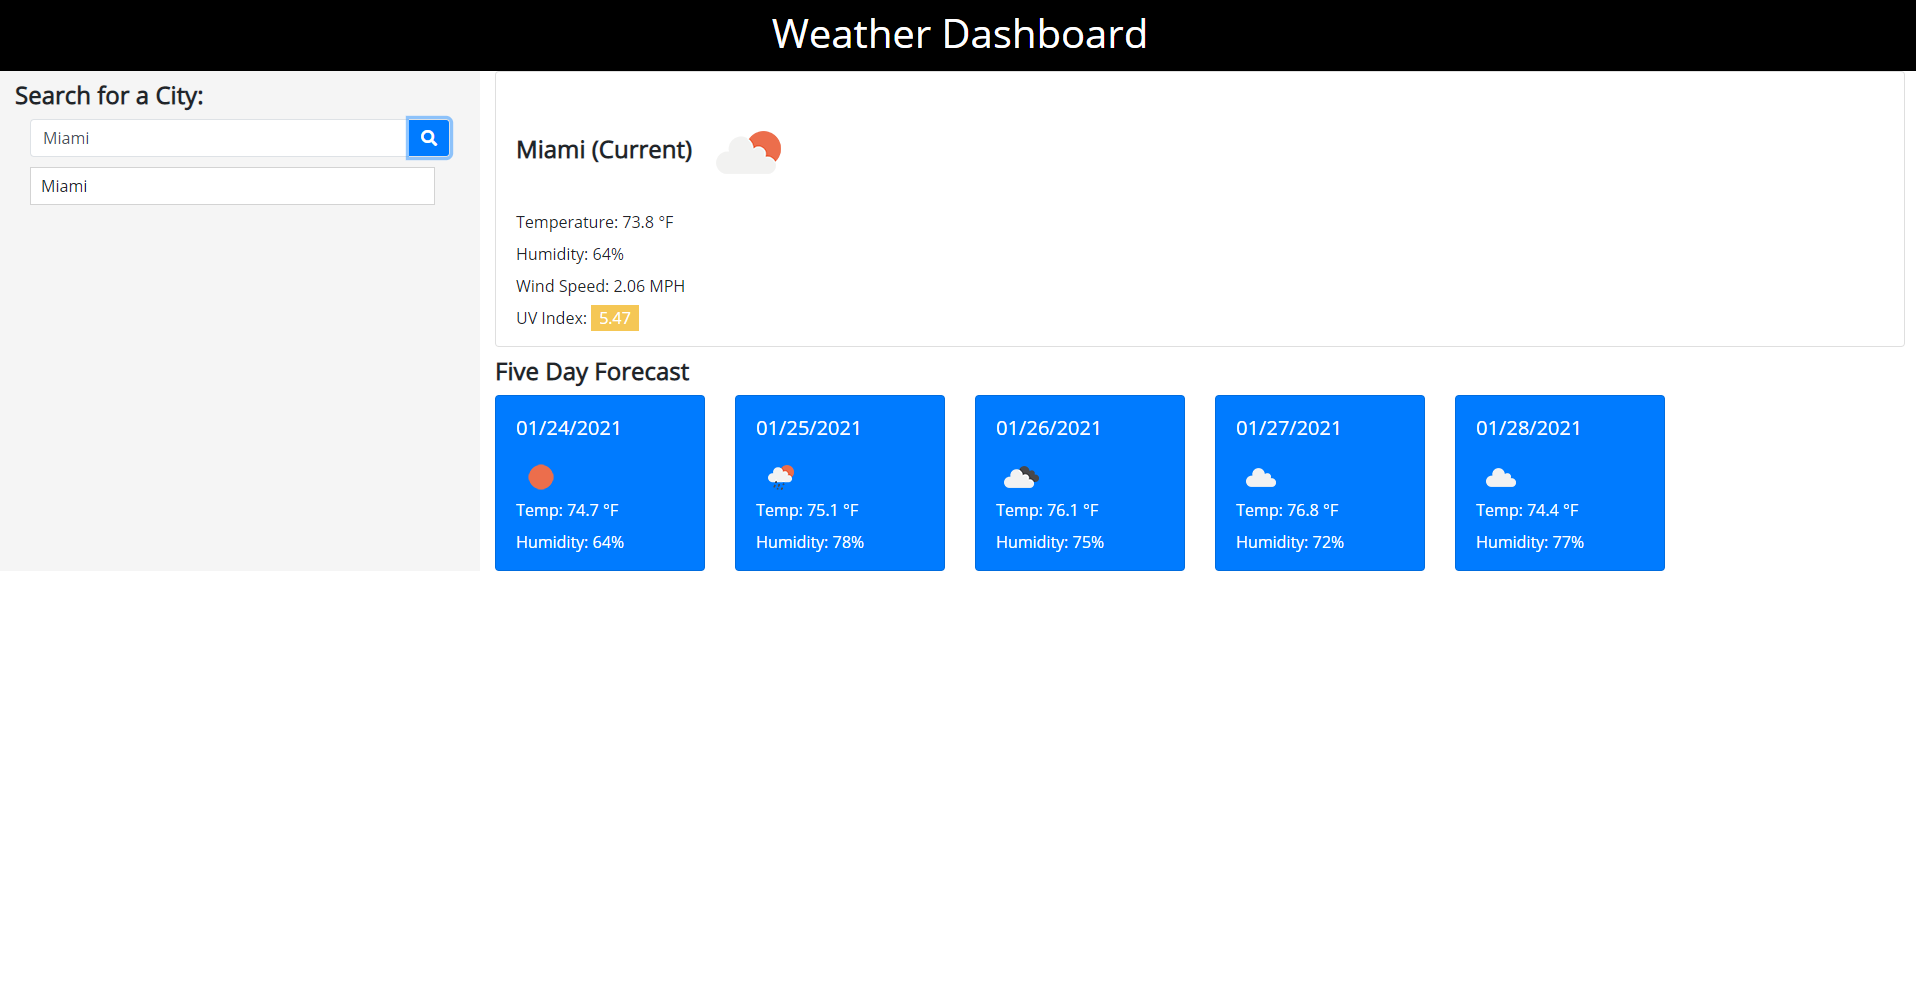 Weather Dashboard
Search for a City:
Miami
Miami
Miami (Current)
Temperature: 73.8 °F
Humidity: 64%
Wind Speed: 2.06 MPH
UV Index: 5.47
Five Day Forecast
01/24/2021
Temp: 74.7 °F
Humidity: 64%
01/25/2021
Temp: 75.1 °F
Humidity: 78%
01/26/2021
Temp: 76.1 °F
Humidity: 75%
01/27/2021
Temp: 76.8 °F
Humidity: 72%
01/28/2021
Temp: 74.4 °F
Humidity: 77%